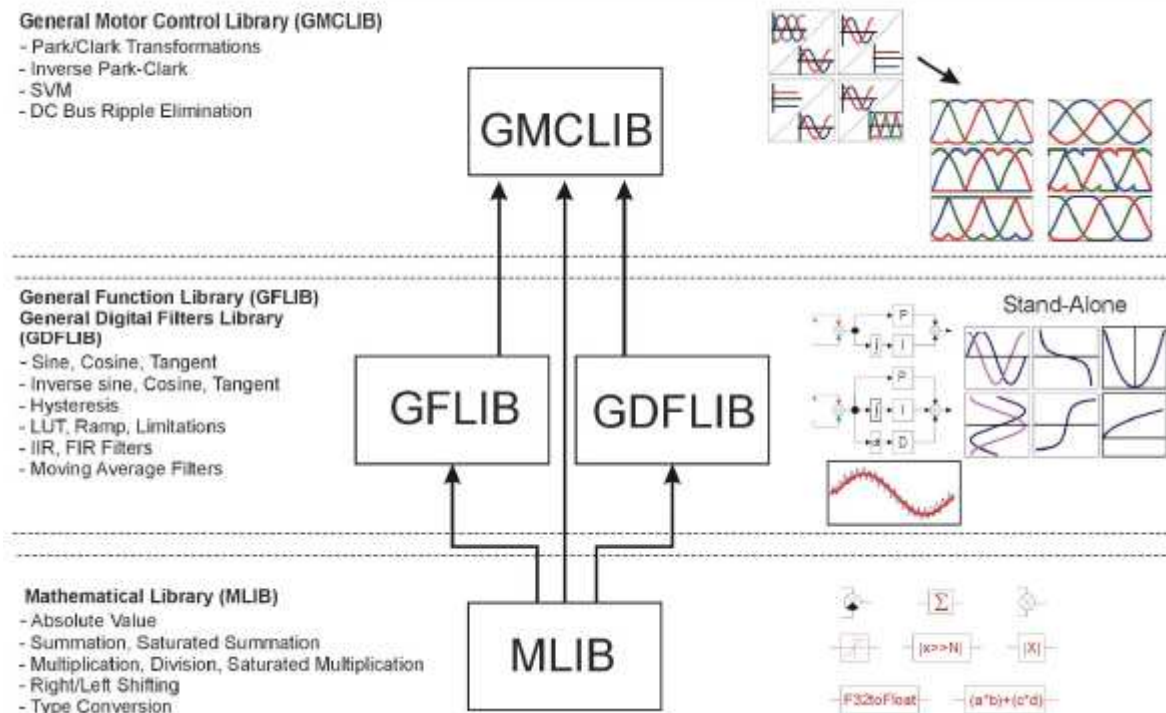 General Motor Control Library (GMCLIB)
- Park/Clark Transformations
- Inverse Park-Clark
- SVM
- DC Bus Ripple Elimination
GMCLIB
General Function Library (GFLIB)
General Digital Filters Library
(GDFLIB)
- Sine, Cosine, Tangent
- Inverse sine, Cosine, Tangent
- Hysteresis
- LUT, Ramp, Limitations
- IIR, FIR Filters
- Moving Average Filters
GFLIB
GDFLIB
Stand-Alone
P
I
P
I
D
Mathematical Library (MLIB)
- Absolute Value
- Summation, Saturated Summation
- Multiplication, Division, Saturated Multiplication
- Right/Left Shifting
- Type Conversion
MLIB
Σ
|x>>N|
|X|
F32toFloat
(a*b)+(c*d)